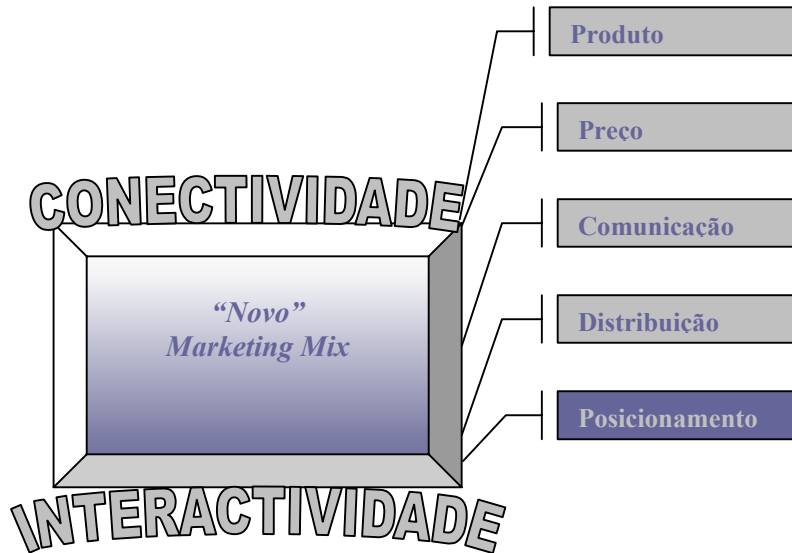 CONECTIVIDADE
“Novo”
Marketing Mix
INTERACTIVIDADE
Produto
Preço
Comunicação
Distribuição
Posicionamento